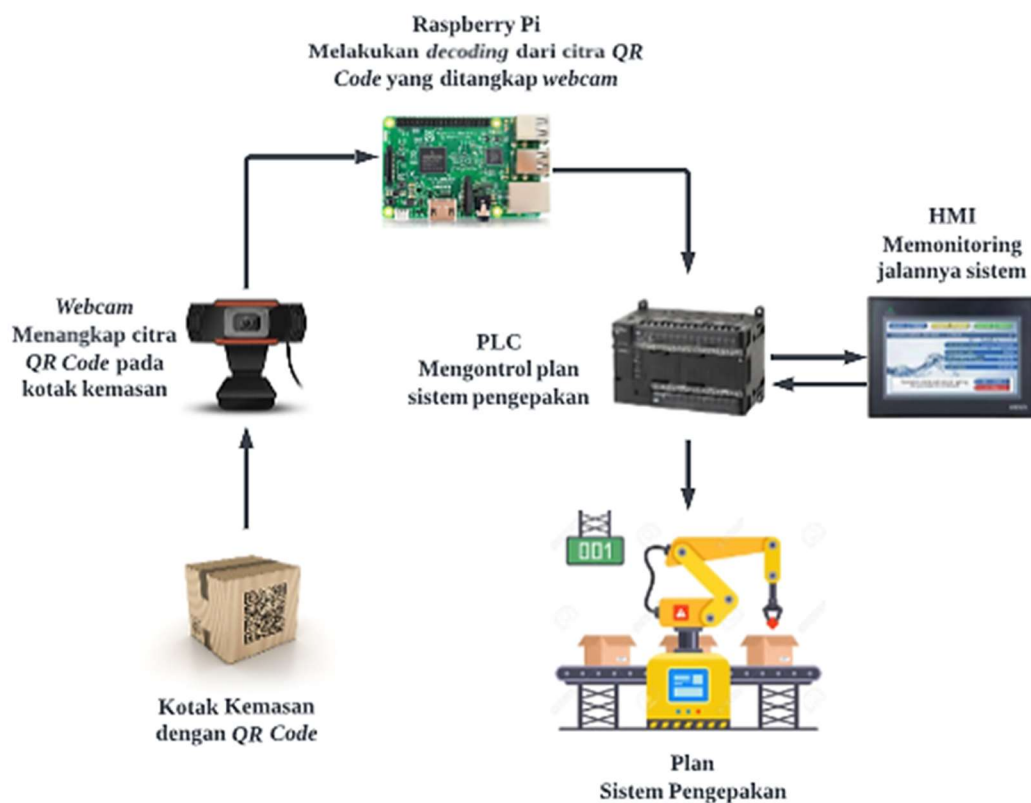 Raspberry Pi
Melakukan decoding dari citra QR
Code yang ditangkap webcam
HMI
Memonitoring
jalannya sistem
Webcam
Menangkap citra
QR Code pada
kotak kemasan
PLC
Mengontrol plan
sistem pengepakan
001
Kotak Kemasan
dengan QR Code
Plan
Sistem Pengepakan